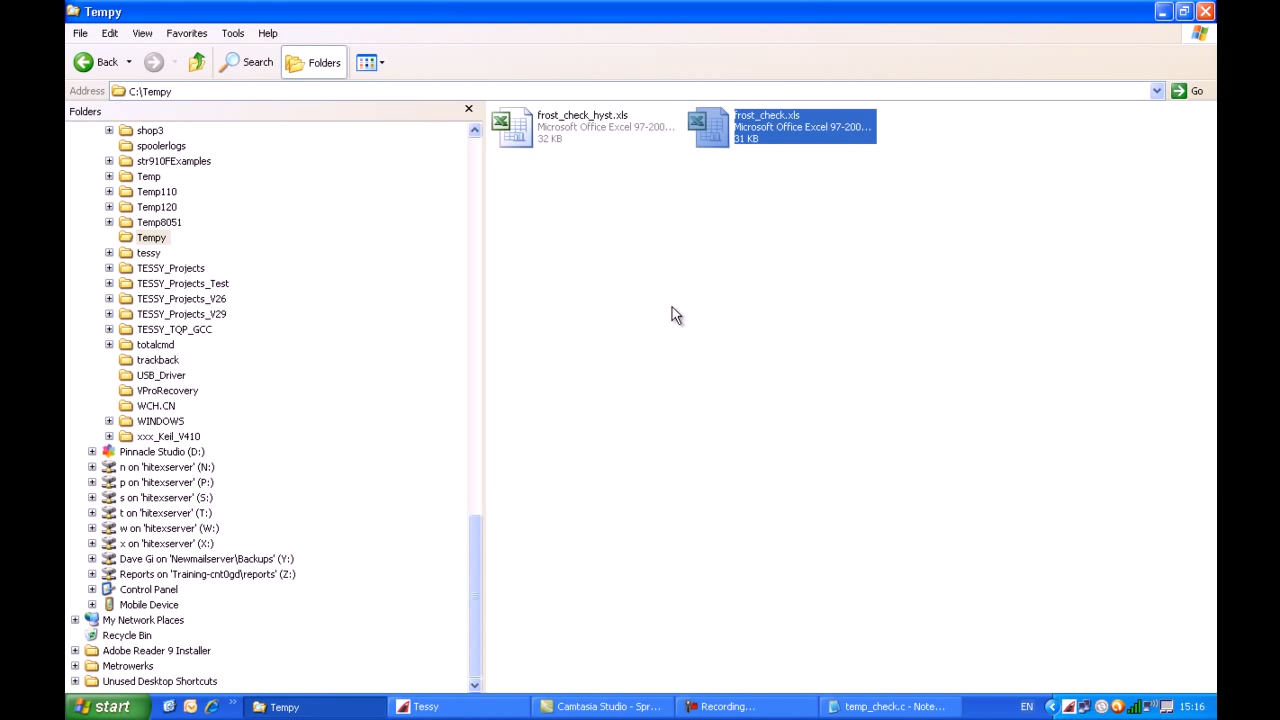 Tempy
File Edit View Favorites Tools Help
Back Search Folders
Address C:\Tempy Go
Folders
shop3
spoolerlogs
str910FExamples
Temp
Temp110
Temp120
Temp8051
Tempy
tessy
TESSY_Projects
TESSY_Projects_Test
TESSY_Projects_V26
TESSY_Projects_V29
TESSY_TQP_GCC
totalcmd
trackback
USB_Driver
VProRecovery
WCH.CN
WINDOWS
xxx_Keil_V410
Pinnacle Studio (D:)
n on 'hitexserver' (N:)
p on 'hitexserver' (P:)
s on 'hitexserver' (S:)
t on 'hitexserver' (T:)
w on 'hitexserver' (W:)
x on 'hitexserver' (X:)
Dave Gi on 'Newmailserver\Backups' (Y:)
Reports on 'Training-cnt0gd\reports' (Z:)
Control Panel
Mobile Device
My Network Places
Recycle Bin
Adobe Reader 9 Installer
Metrowerks
Unused Desktop Shortcuts
frost_check_hyst.xls
Microsoft Office Excel 97-200...
32 KB
frost_check.xls
Microsoft Office Excel 97-200...
31 KB
start Tempy Tessy Camtasia Studio - Spr... Recording... temp_check.c - Note... EN 15:16